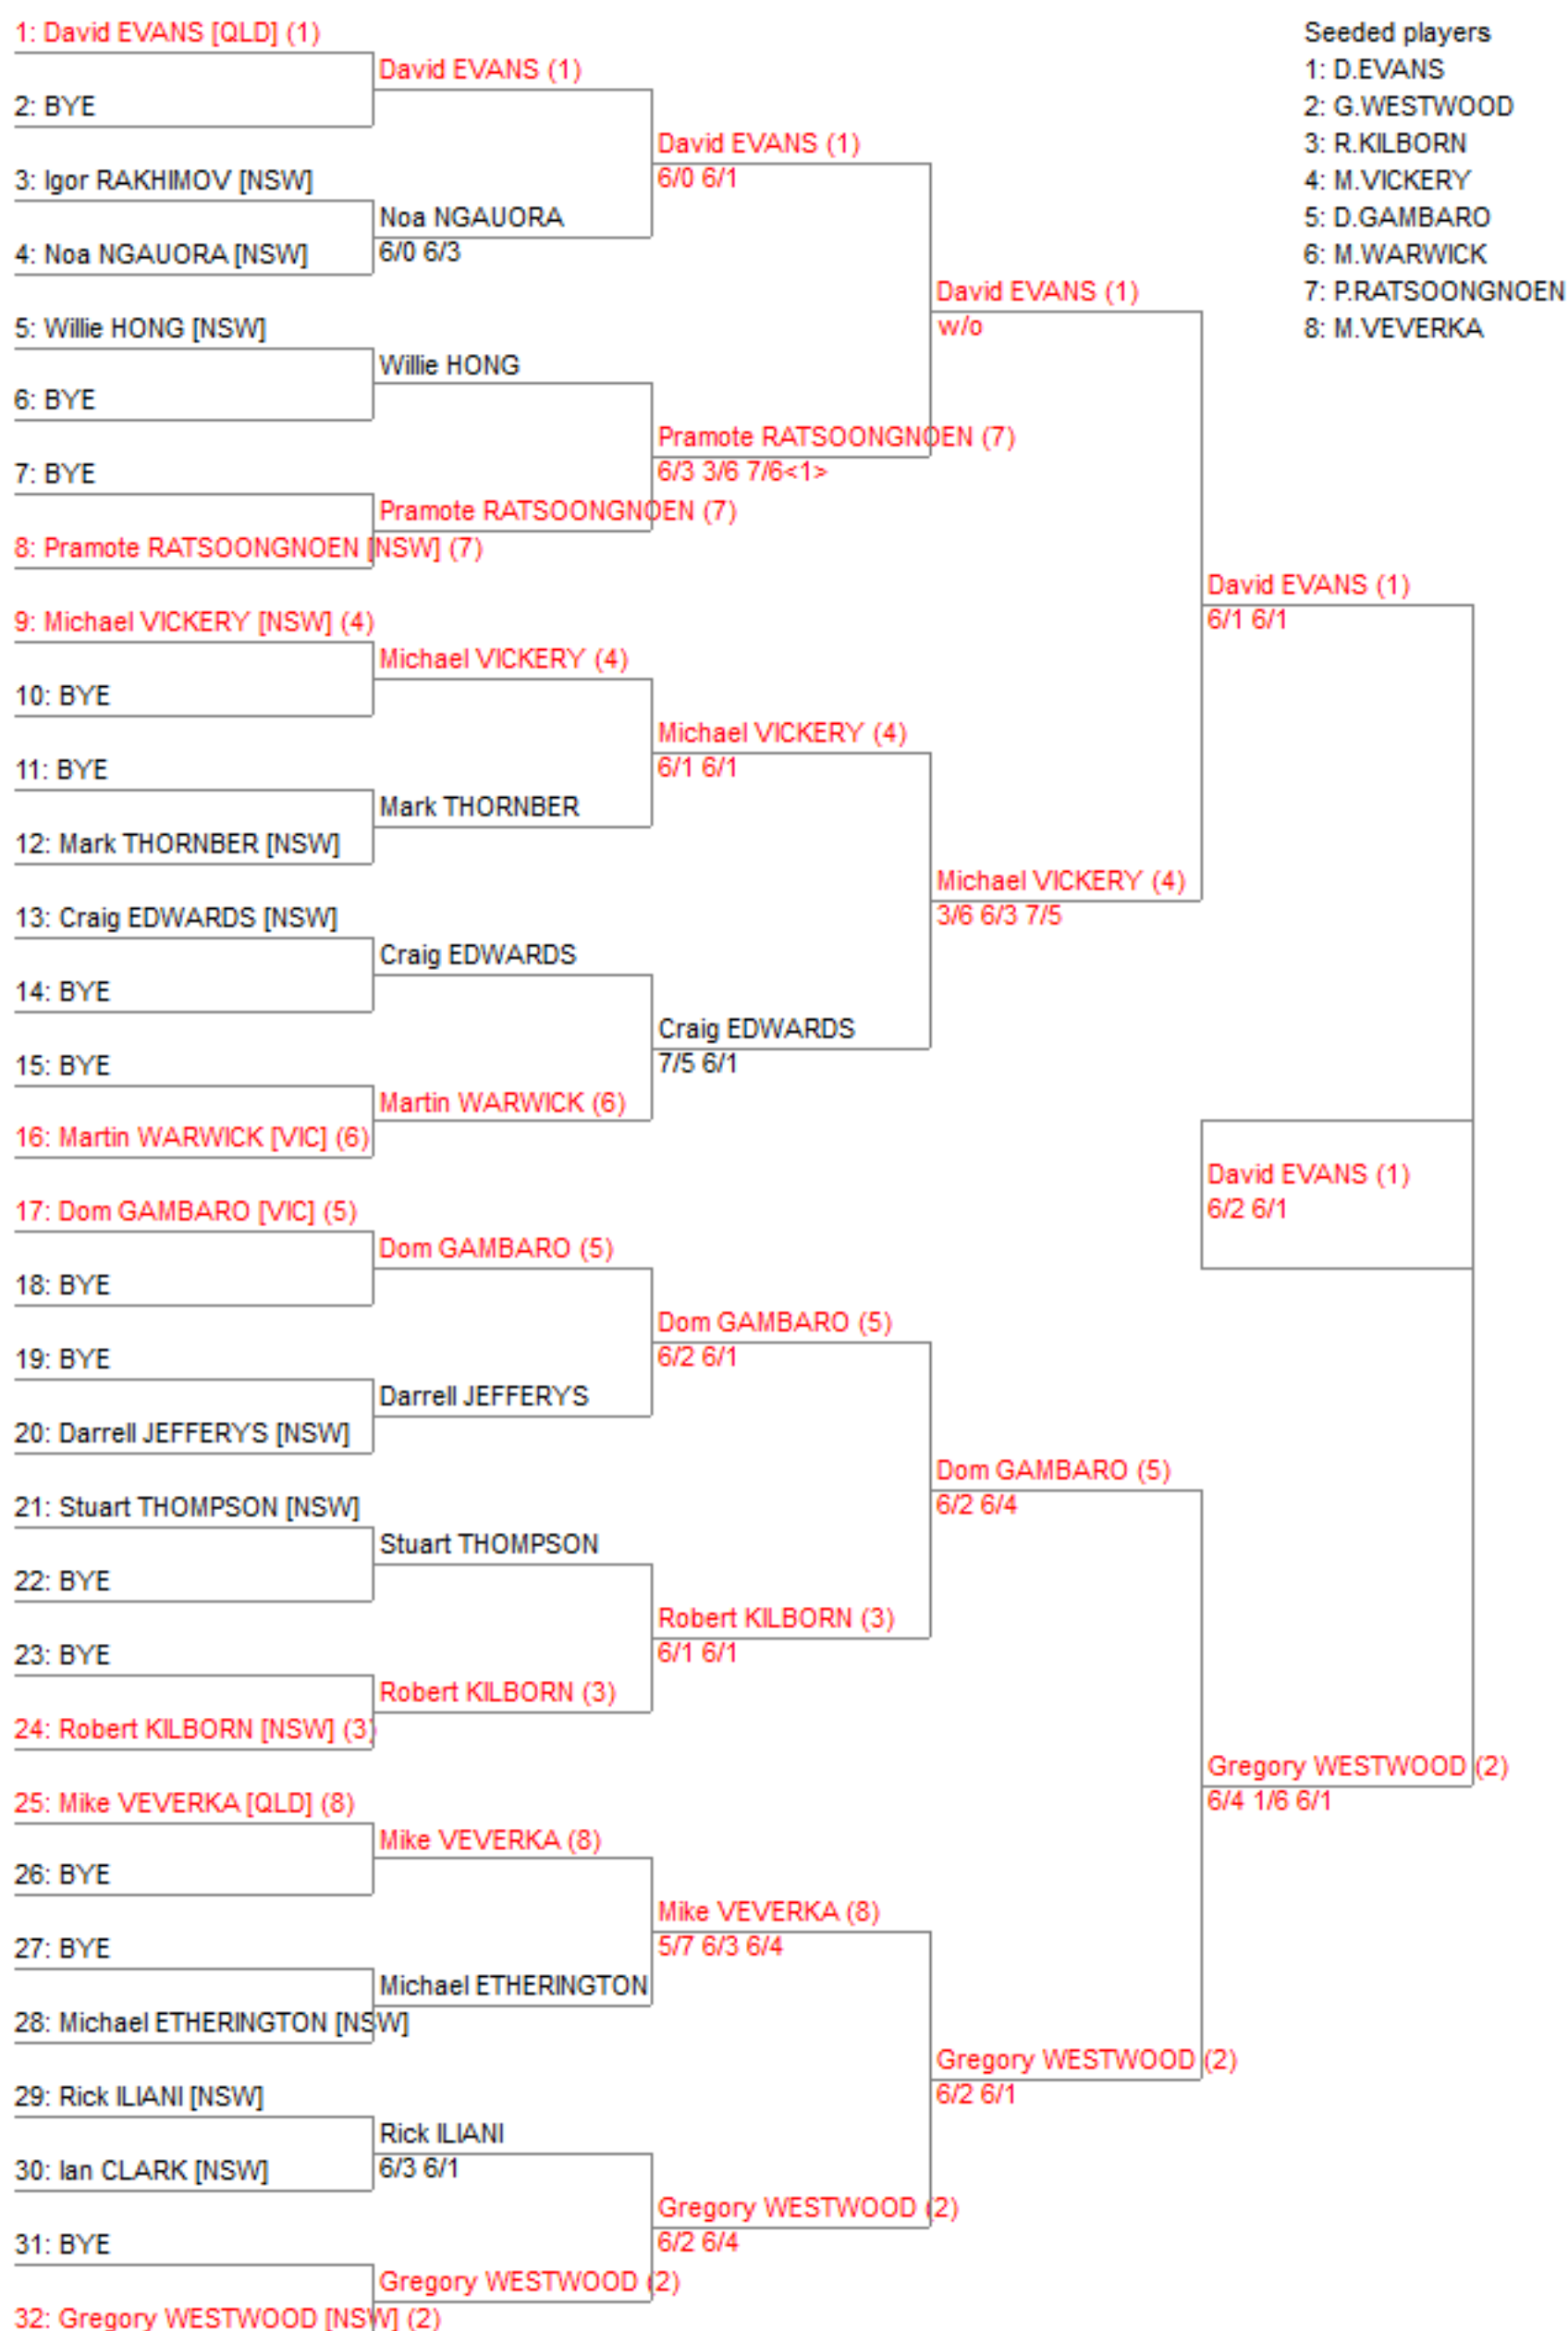 1: David EVANS [QLD] (1)
2: BYE
3: Igor RAKHIMOV [NSW]
4: Noa NGAUORA [NSW]
5: Willie HONG [NSW]
6: BYE
7: BYE
8: Pramote RATSOONGNOEN [NSW] (7)
9: Michael VICKERY [NSW] (4)
10: BYE
11: BYE
12: Mark THORNBER [NSW]
13: Craig EDWARDS [NSW]
14: BYE
15: BYE
16: Martin WARWICK [VIC] (6)
17: Dom GAMBARO [VIC] (5)
18: BYE
19: BYE
20: Darrell JEFFERYS [NSW]
21: Stuart THOMPSON [NSW]
22: BYE
23: BYE
24: Robert KILBORN [NSW] (3)
25: Mike VEVERKA [QLD] (8)
26: BYE
27: BYE
28: Michael ETHERINGTON [NSW]
29: Rick ILIANI [NSW]
30: Ian CLARK [NSW]
31: BYE
32: Gregory WESTWOOD [NSW] (2)
David EVANS (1)
Noa NGAUORA
6/0 6/3
Willie HONG
Pramote RATSOONGNOEN (7)
Michael VICKERY (4)
Mark THORNBER
Craig EDWARDS
Martin WARWICK (6)
Dom GAMBARO (5)
Darrell JEFFERYS
Stuart THOMPSON
Robert KILBORN (3)
Mike VEVERKA (8)
Michael ETHERINGTON
Rick ILIANI
6/3 6/1
Gregory WESTWOOD (2)
David EVANS (1)
6/0 6/1
Pramote RATSOONGNOEN (7)
6/3 3/6 7/6<1>
Michael VICKERY (4)
6/1 6/1
Craig EDWARDS
7/5 6/1
Dom GAMBARO (5)
6/2 6/1
Robert KILBORN (3)
6/1 6/1
Mike VEVERKA (8)
5/7 6/3 6/4
Gregory WESTWOOD (2)
6/2 6/4
David EVANS (1)
w/o
Michael VICKERY (4)
3/6 6/3 7/5
Dom GAMBARO (5)
6/2 6/4
Gregory WESTWOOD (2)
6/2 6/1
David EVANS (1)
6/1 6/1
Gregory WESTWOOD (2)
6/4 1/6 6/1
David EVANS (1)
6/2 6/1
Seeded players
1: D.EVANS
2: G.WESTWOOD
3: R.KILBORN
4: M.VICKERY
5: D.GAMBARO
6: M.WARWICK
7: P.RATSOONGNOEN
8: M.VEVERKA